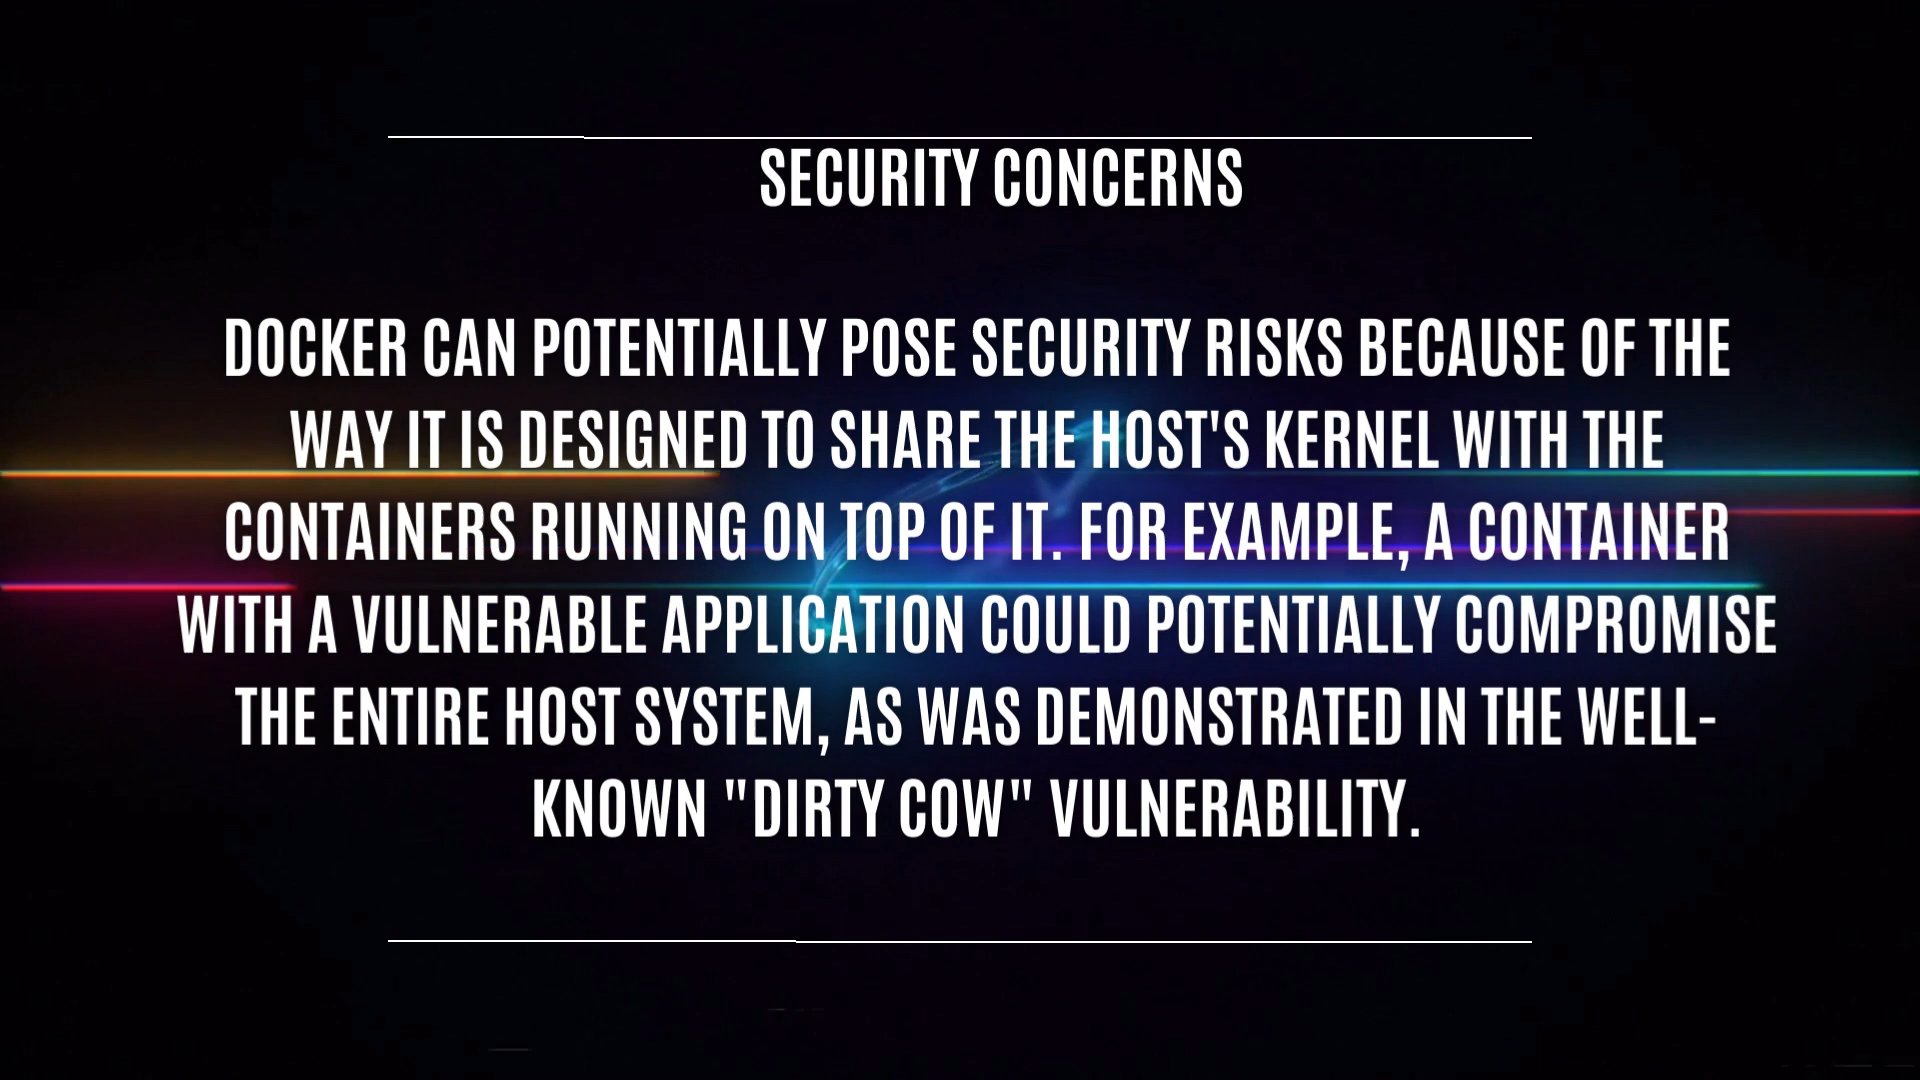 SECURITY CONCERNS
DOCKER CAN POTENTIALLY POSE SECURITY RISKS BECAUSE OF THE
WAY IT IS DESIGNED TO SHARE THE HOST'S KERNEL WITH THE
CONTAINERS RUNNING ON TOP OF IT. FOR EXAMPLE, A CONTAINER
WITH A VULNERABLE APPLICATION COULD POTENTIALLY COMPROMISE
THE ENTIRE HOST SYSTEM, AS WAS DEMONSTRATED IN THE WELL-
KNOWN "DIRTY COW" VULNERABILITY.